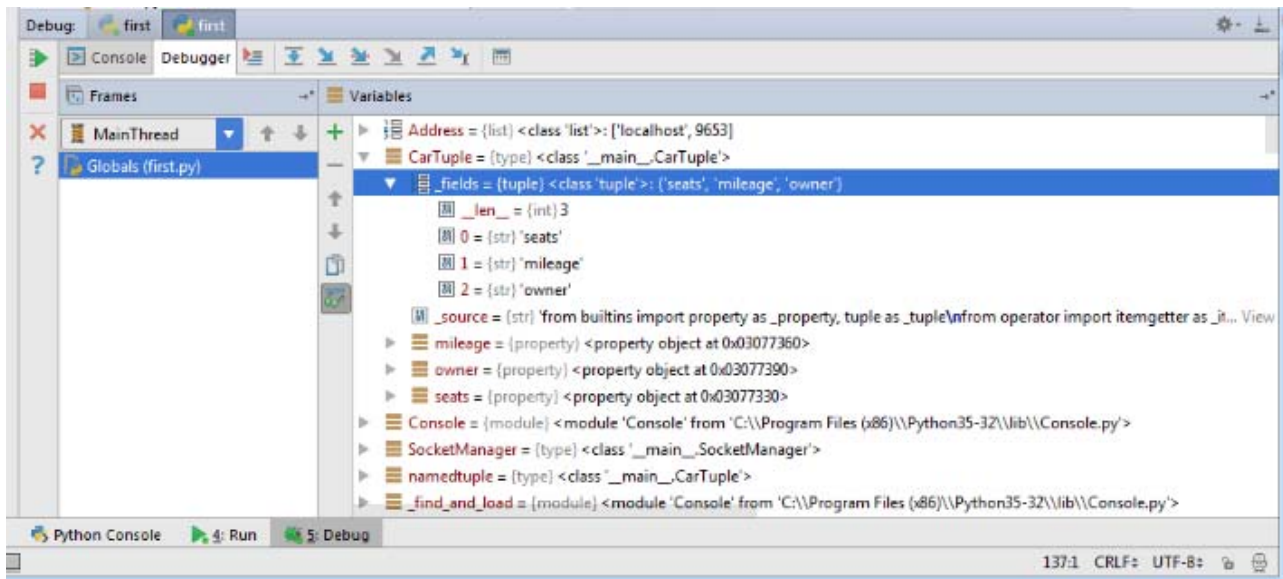 Debug: first first
Console Debugger
Frames
Variables
MainThread
Globals (first.py)
Address = {list} <class 'list'>: ['localhost', 9653]
CarTuple = {type} <class '__main__.CarTuple'>
_fields = {tuple} <class 'tuple'>: ('seats', 'mileage', 'owner')
__len__ = {int} 3
0 = {str} 'seats'
1 = {str} 'mileage'
2 = {str} 'owner'
_source = {str} 'from builtins import property as _property, tuple as _tuple\nfrom operator import itemgetter as _it... View
mileage = {property} <property object at 0x03077360>
owner = {property} <property object at 0x03077390>
seats = {property} <property object at 0x03077330>
Console = {module} <module 'Console' from 'C:\\Program Files (x86)\\Python35-32\\lib\\Console.py'>
SocketManager = {type} <class '__main__.SocketManager'>
namedtuple = {type} <class '__main__.CarTuple'>
_find_and_load = {module} <module 'Console' from 'C:\\Program Files (x86)\\Python35-32\\lib\\Console.py'>
Python Console 4: Run 5: Debug
137:1 CRLF÷ UTF-8÷